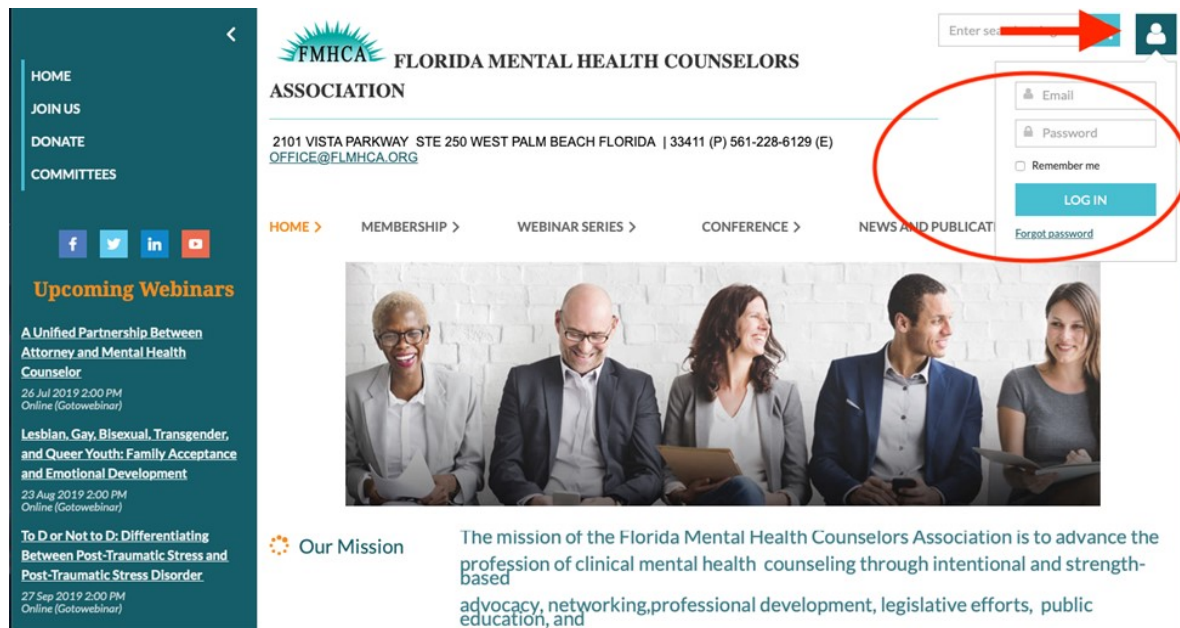 HOME
JOIN US
DONATE
COMMITTEES
Upcoming Webinars
A Unified Partnership Between
Attorney and Mental Health
Counselor
26 Jul 2019 2:00 PM
Online (Gotowebinar)
Lesbian, Gay, Bisexual, Transgender,
and Queer Youth: Family Acceptance
and Emotional Development
23 Aug 2019 2:00 PM
Online (Gotowebinar)
To D or Not to D: Differentiating
Between Post-Traumatic Stress and
Post-Traumatic Stress Disorder
27 Sep 2019 2:00 PM
Online (Gotowebinar)
FMHCA FLORIDA MENTAL HEALTH COUNSELORS
ASSOCIATION
2101 VISTA PARKWAY STE 250 WEST PALM BEACH FLORIDA | 33411 (P) 561-228-6129 (E)
OFFICE@FLMHCA.ORG
Enter
Email
Password
Remember me
LOG IN
Forgot password
HOME > MEMBERSHIP > WEBINAR SERIES > CONFERENCE > NEWS AND PUBLICATI
f in
Our Mission
The mission of the Florida Mental Health Counselors Association is to advance the
profession of clinical mental health counseling through intentional and strength-
based
advocacy, networking,professional development, legislative efforts, public
education, and